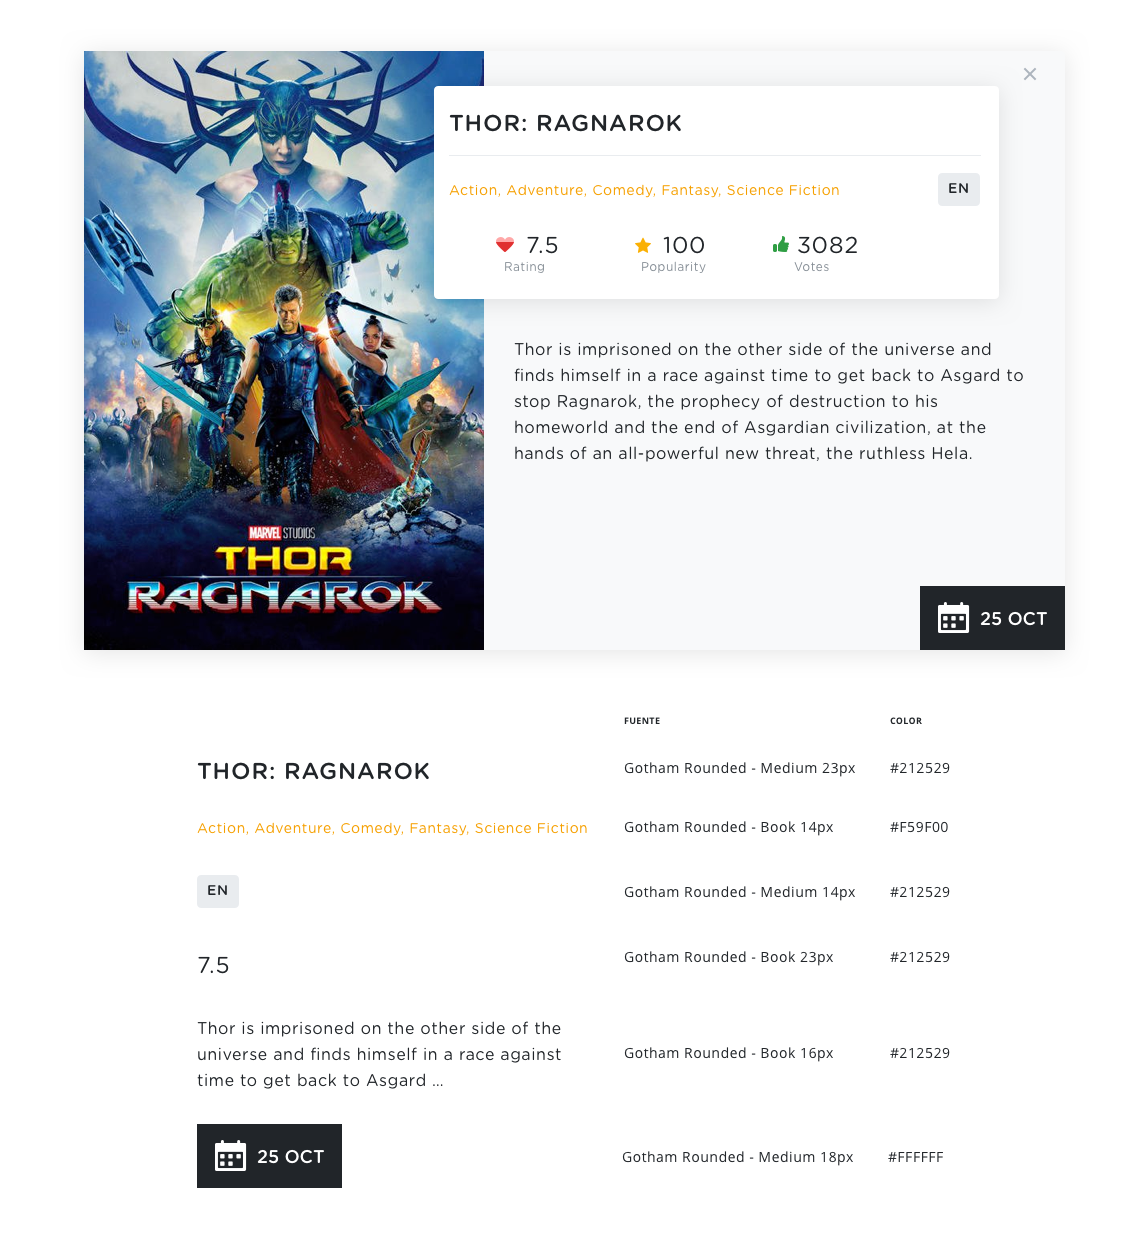 THOR: RAGNAROK
Action, Adventure, Comedy, Fantasy, Science Fiction
EN
7.5
100
3082
Rating
Popularity
Votes
Thor is imprisoned on the other side of the universe and
finds himself in a race against time to get back to Asgard to
stop Ragnarok, the prophecy of destruction to his
homeworld and the end of Asgardian civilization, at the
hands of an all-powerful new threat, the ruthless Hela.
MARVEL STUDIOS
THOR
RAGNAROK
25 OCT
FUENTE
COLOR
THOR: RAGNAROK
Gotham Rounded - Medium 23px
#212529
Action, Adventure, Comedy, Fantasy, Science Fiction
Gotham Rounded - Book 14px
#F59F00
EN
Gotham Rounded - Medium 14px
#212529
7.5
Gotham Rounded - Book 23px
#212529
Thor is imprisoned on the other side of the
universe and finds himself in a race against
time to get back to Asgard ...
Gotham Rounded - Book 16px
#212529
25 OCT
Gotham Rounded - Medium 18px
#FFFFFF